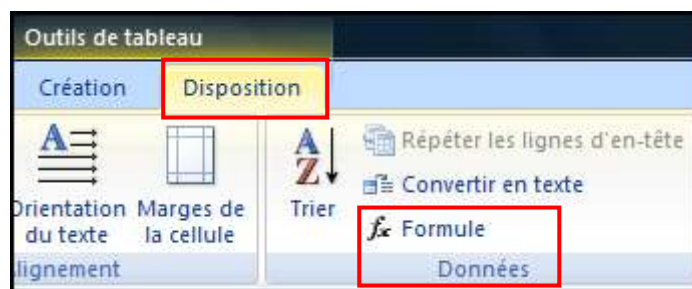 Outils de tableau
Création Disposition
Répéter les lignes d'en-tête
Convertir en texte
Orientation du texte
Marges de la cellule
Trier
Formule
Alignement
Données